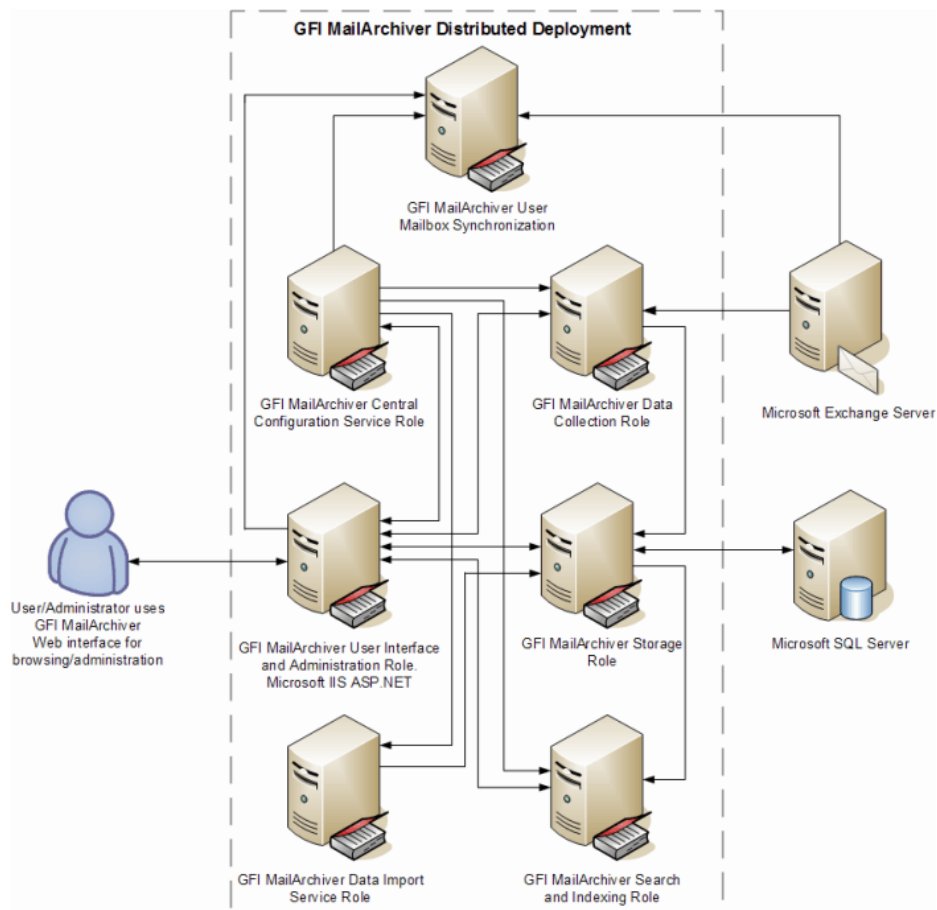 GFI MailArchiver Distributed Deployment
GFI MailArchiver User
Mailbox Synchronization
GFI MailArchiver Central
Configuration Service Role
GFI MailArchiver Data
Collection Role
Microsoft Exchange Server
User/Administrator uses
GFI MailArchiver
Web interface for
browsing/administration
GFI MailArchiver User Interface
and Administration Role.
Microsoft IIS ASP.NET
GFI MailArchiver Storage
Role
Microsoft SQL Server
GFI MailArchiver Data Import
Service Role
GFI MailArchiver Search
and Indexing Role